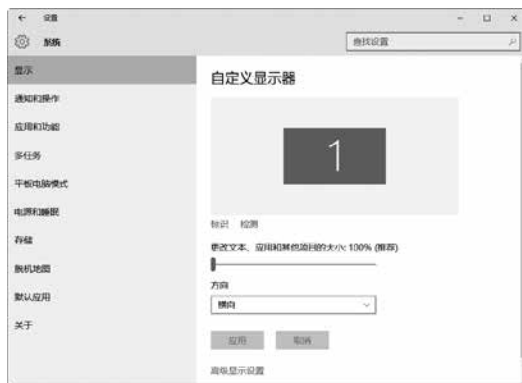 ← 设置
系统
查找设置
显示
通知和操作
应用和功能
多任务
平板电脑模式
电源和睡眠
存储
脱机地图
默认应用
关于
自定义显示器
1
标识 检测
更改文本、应用和其他项目的大小: 100% (推荐)
方向
横向
应用 取消
高级显示设置